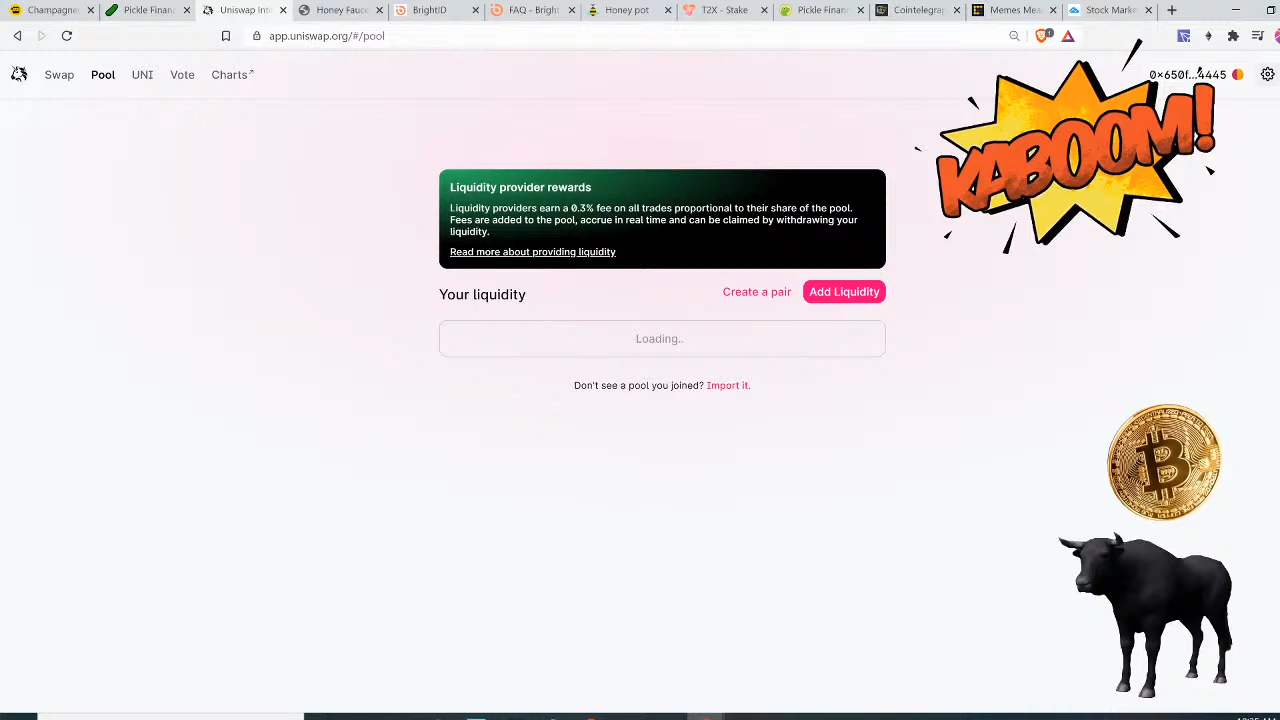 Champagne
Pickle Financ
Uniswap Int
Honey Fauce
BrightID
FAQ - Bright
Honey pot
T2X - Stake
Pickle Financ
Cointelegra
Memes Mea
Stock Marke
app.uniswap.org/#/pool
1
Swap
Pool
UNI
Vote
Charts
0x650f...4445
KABOOM!
Liquidity provider rewards
Liquidity providers earn a 0.3% fee on all trades proportional to their share of the pool.
Fees are added to the pool, accrue in real time and can be claimed by withdrawing your
liquidity.
Read more about providing liquidity
Your liquidity
Create a pair
Add Liquidity
Loading..
Don't see a pool you joined? Import it.